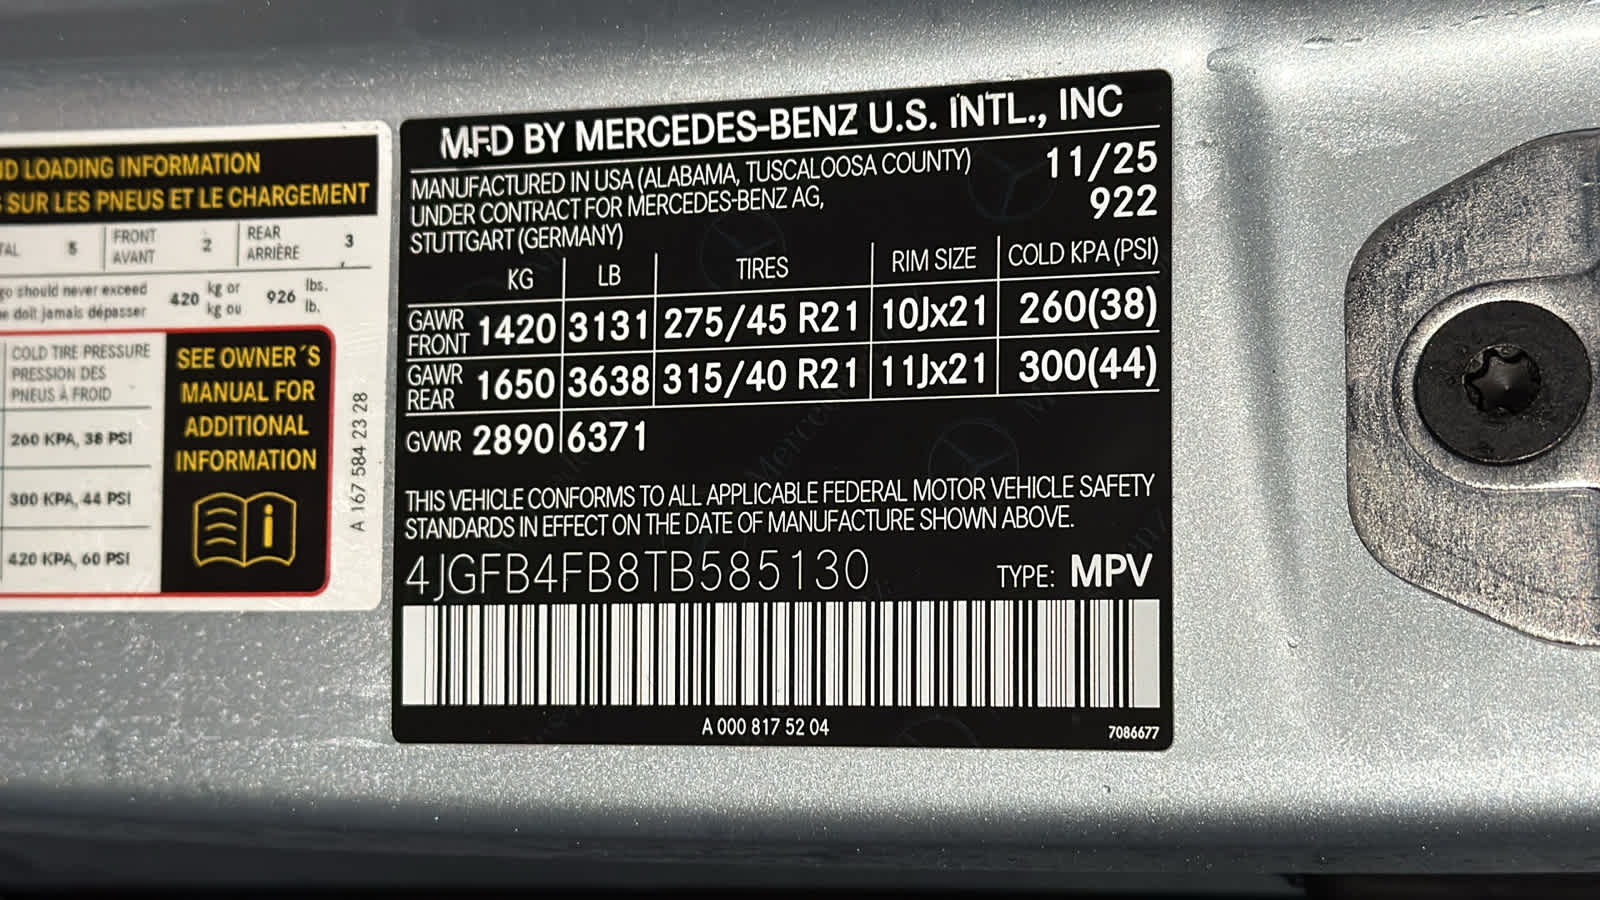 LOADING INFORMATION
SUR LES PNEUS ET LE CHARGEMENT
5
FRONT
AVANT
2
REAR
ARRIÈRE
3
should never exceed
doit jamais dépasser
420
kg or
kg ou
926
lbs.
lb.
COLD TIRE PRESSURE
PRESSION DES
PNEUS À FROID
260 KPA, 38 PSI
300 KPA, 44 PSI
420 KPA, 60 PSI
SEE OWNER´S
MANUAL FOR
ADDITIONAL
INFORMATION
i
A 167 584 23 28
MFD BY MERCEDES-BENZ U.S. INTL., INC
MANUFACTURED IN USA (ALABAMA, TUSCALOOSA COUNTY) 11/25
UNDER CONTRACT FOR MERCEDES-BENZ AG, 922
STUTTGART (GERMANY)
KG LB TIRES RIM SIZE COLD KPA (PSI)
GAWR FRONT 1420 3131 275/45 R21 10Jx21 260(38)
GAWR REAR 1650 3638 315/40 R21 11Jx21 300(44)
GVWR 2890 6371
THIS VEHICLE CONFORMS TO ALL APPLICABLE FEDERAL MOTOR VEHICLE SAFETY
STANDARDS IN EFFECT ON THE DATE OF MANUFACTURE SHOWN ABOVE.
4JGFB4FB8TB585130 TYPE: MPV
A 000 817 52 04
7086677